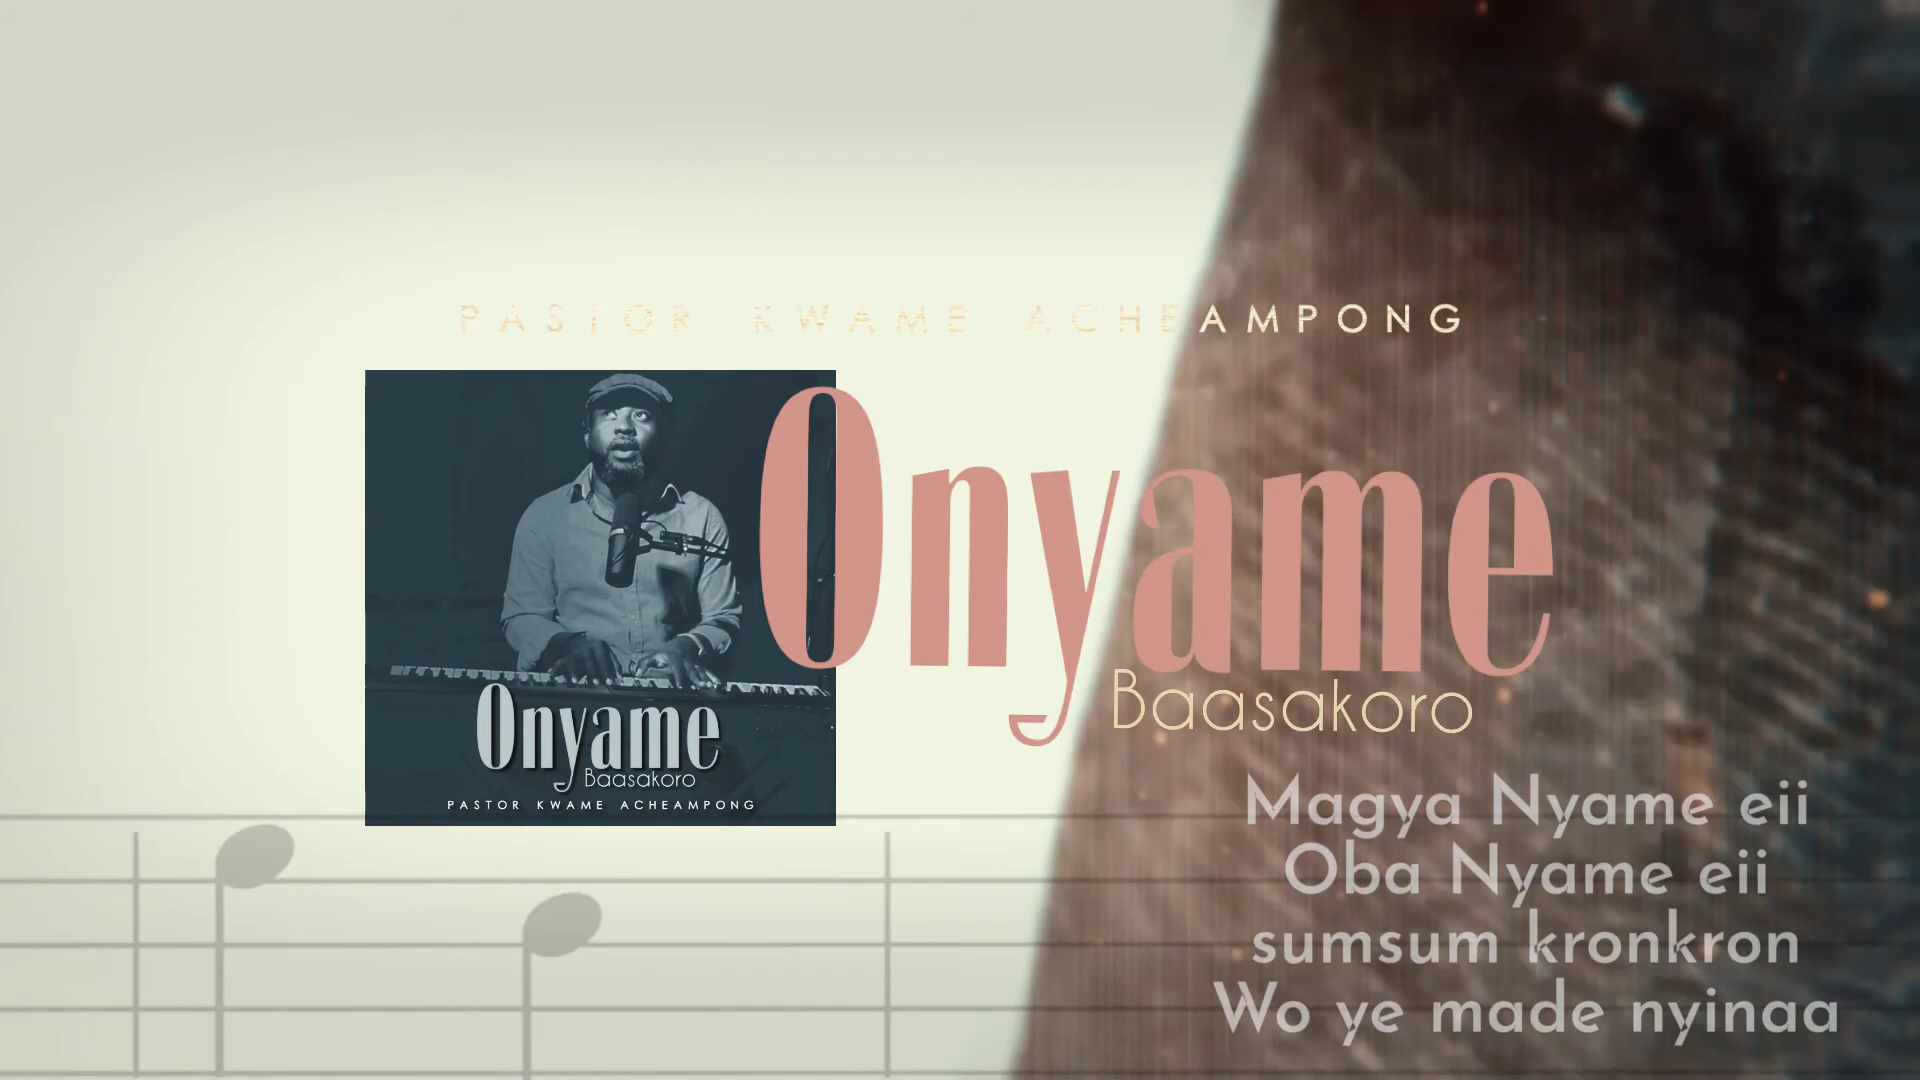 PASTOR KWAME ACHEAMPONG
Onyame
Baasakoro
Onyame
Baasakoro
PASTOR KWAME ACHEAMPONG
Magya Nyame eii
Oba Nyame eii
sumsum kronkron
Wo ye made nyinaa